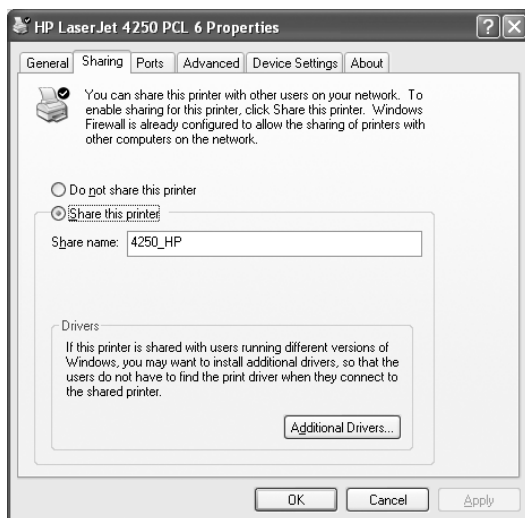 HP LaserJet 4250 PCL 6 Properties
General Sharing Ports Advanced Device Settings About
You can share this printer with other users on your network. To
enable sharing for this printer, click Share this printer. Windows
Firewall is already configured to allow the sharing of printers with
other computers on the network.
Do not share this printer
Share this printer
Share name: 4250_HP
Drivers
If this printer is shared with users running different versions of
Windows, you may want to install additional drivers, so that the
users do not have to find the print driver when they connect to
the shared printer.
Additional Drivers...
OK Cancel Apply